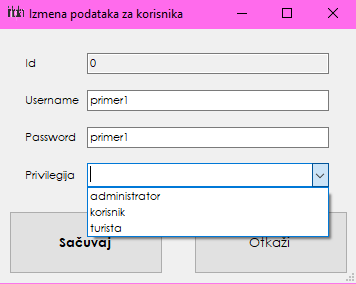 Izmena podataka za korisnika
Id 0
Username primer1
Password primer1
Privilegija
administrator
korisnik
turista
Sačuvaj Otkaži